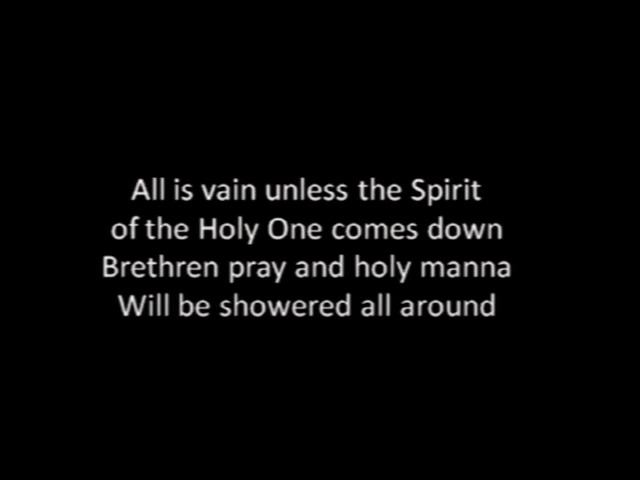 All is vain unless the Spirit
of the Holy One comes down
Brethren pray and holy manna
Will be showered all around